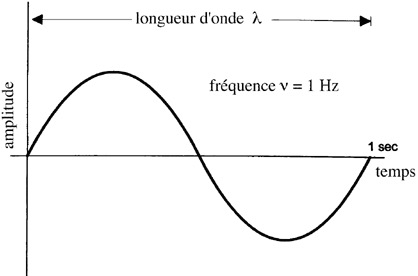 longueur d'onde λ
fréquence ν = 1 Hz
amplitude
1 sec
temps